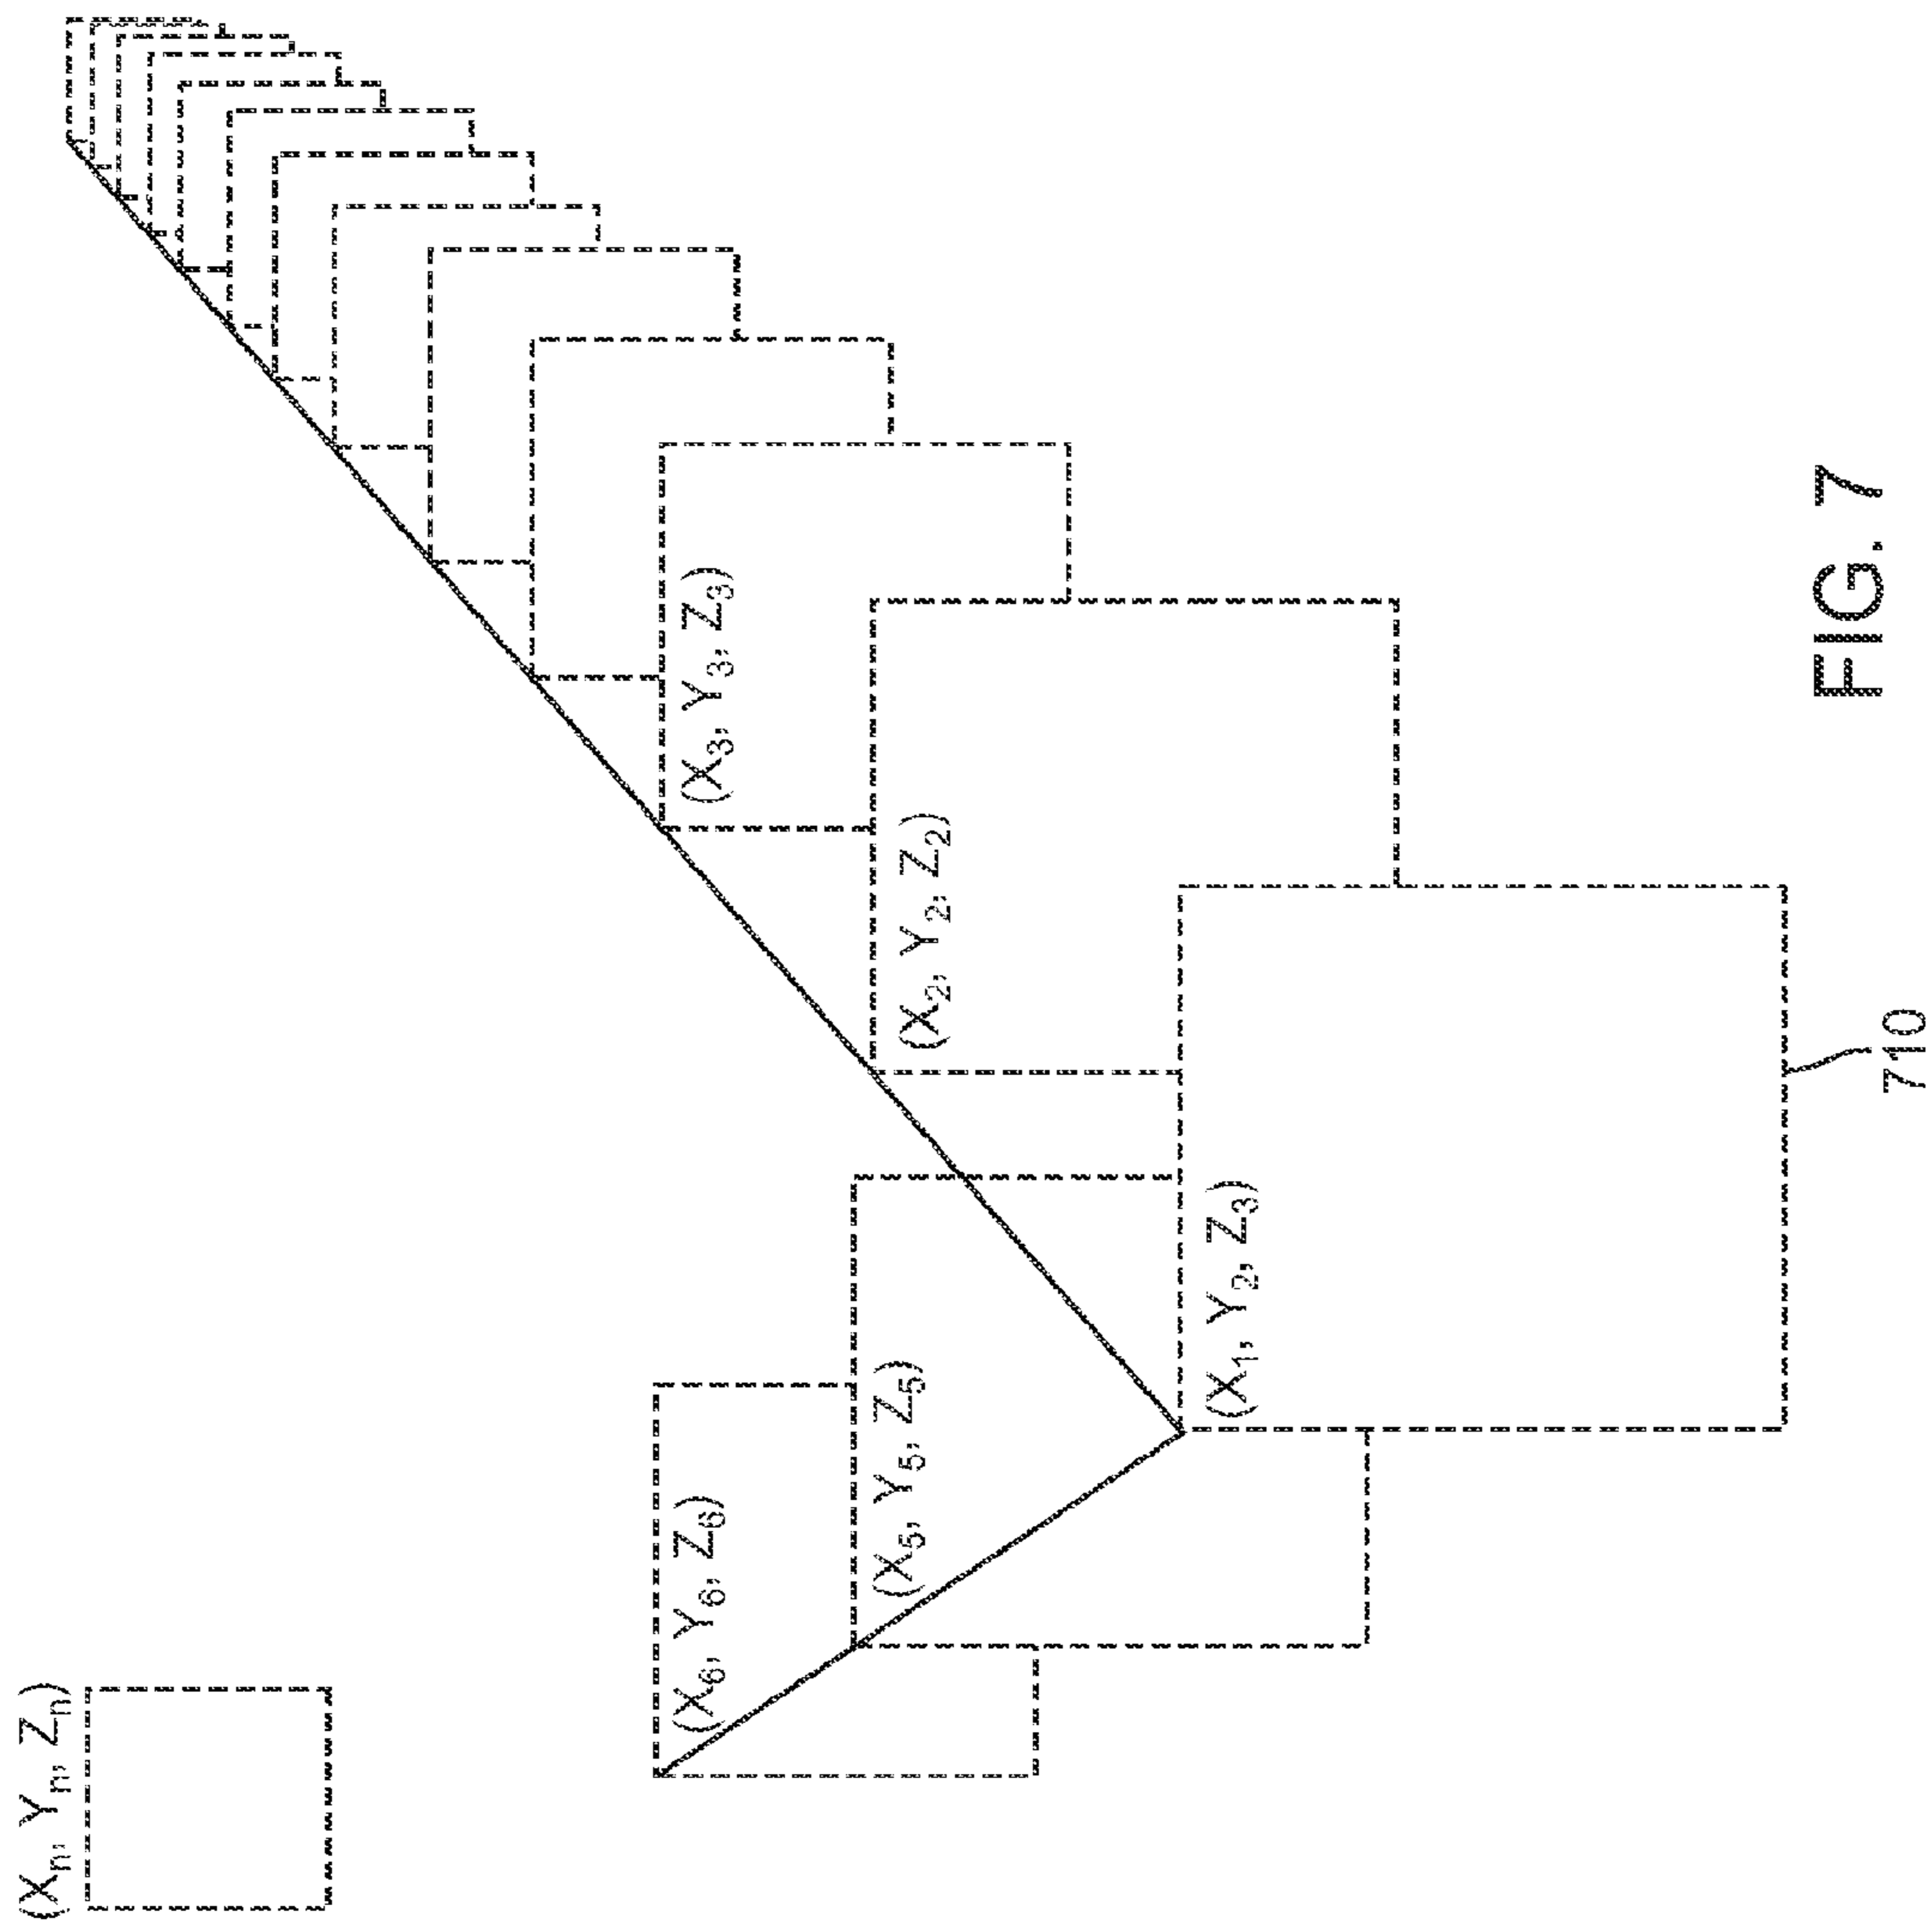 (Xn, Yn, Zn)
(X6, Y6, Z6)
(X5, Y5, Z5)
(X1, Y2, Z3)
(X2, Y2, Z2)
(X3, Y3, Z3)
710
FIG. 7